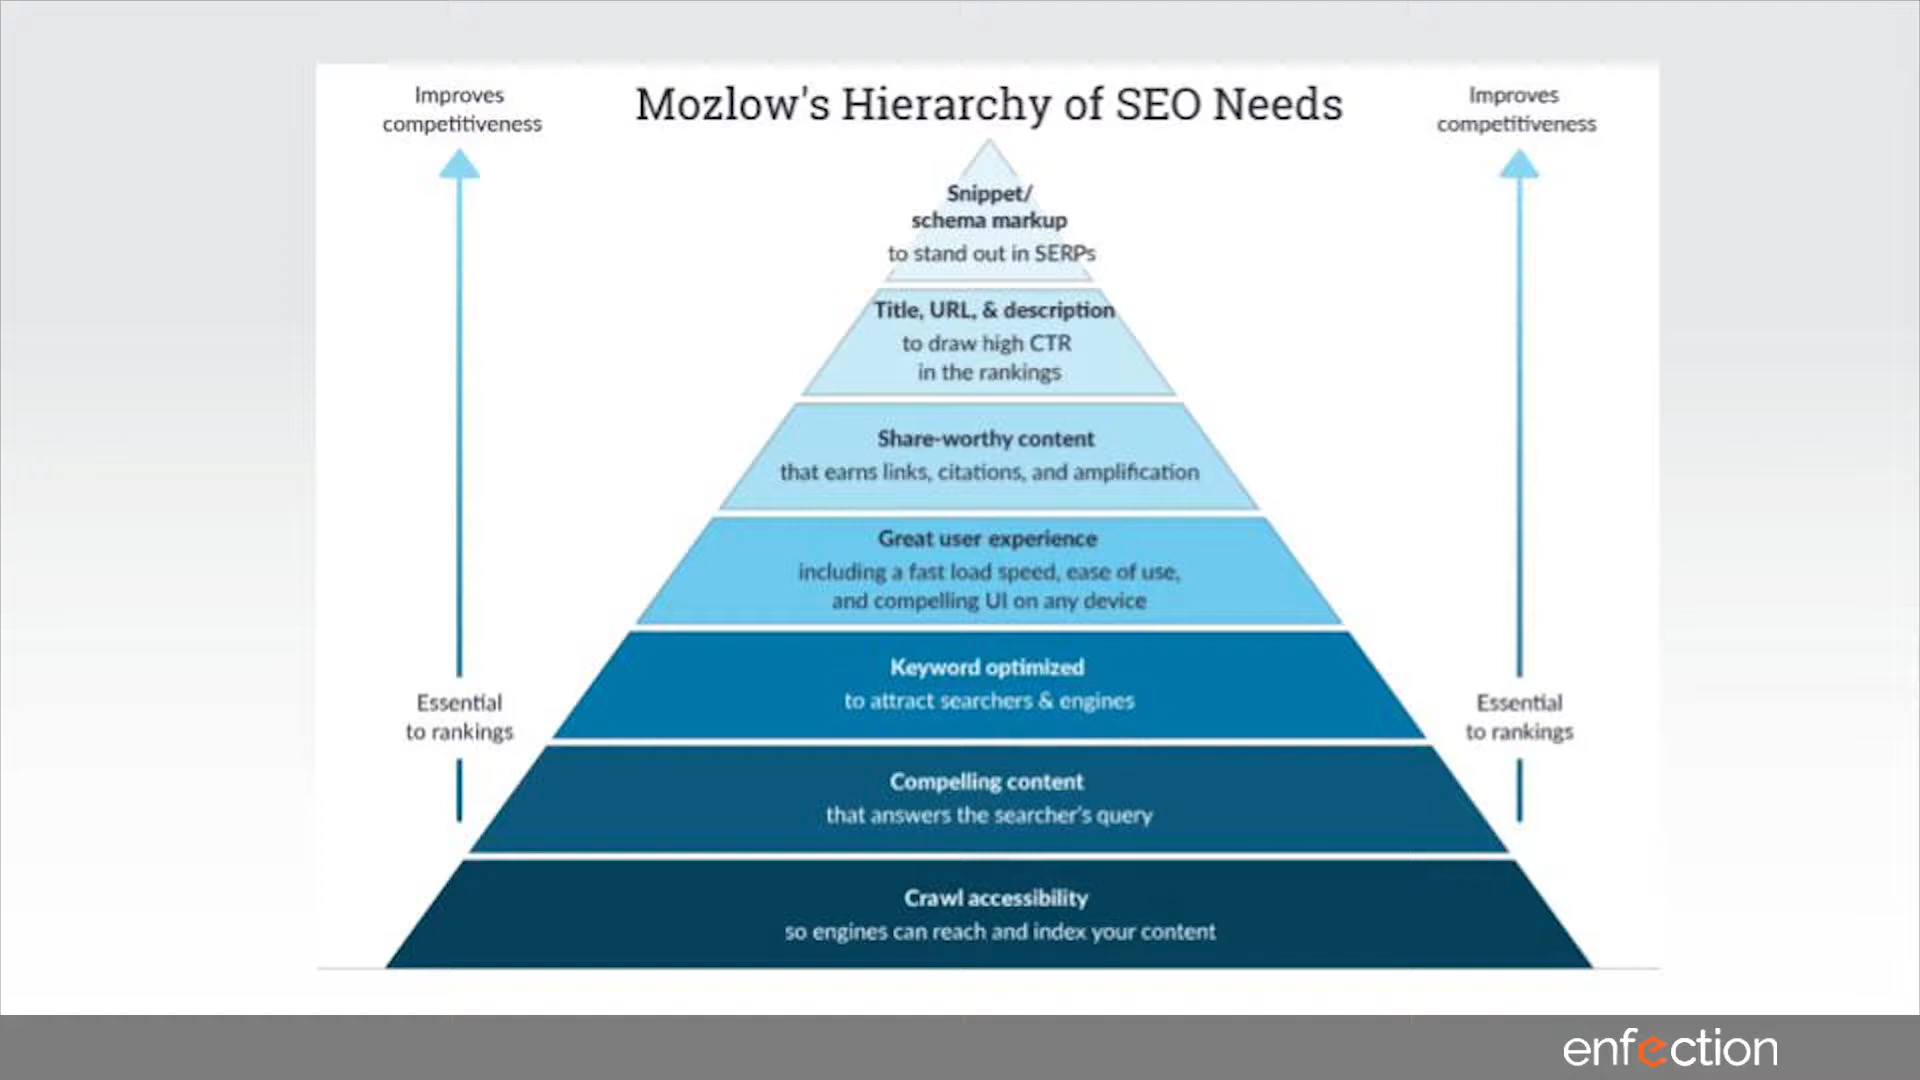 Mozlow's Hierarchy of SEO Needs
Improves
competitiveness
Essential
to rankings
Snippet/
schema markup
to stand out in SERPs
Title, URL, & description
to draw high CTR
in the rankings
Share-worthy content
that earns links, citations, and amplification
Great user experience
including a fast load speed, ease of use,
and compelling UI on any device
Keyword optimized
to attract searchers & engines
Compelling content
that answers the searcher's query
Crawl accessibility
so engines can reach and index your content
Improves
competitiveness
Essential
to rankings
enfection